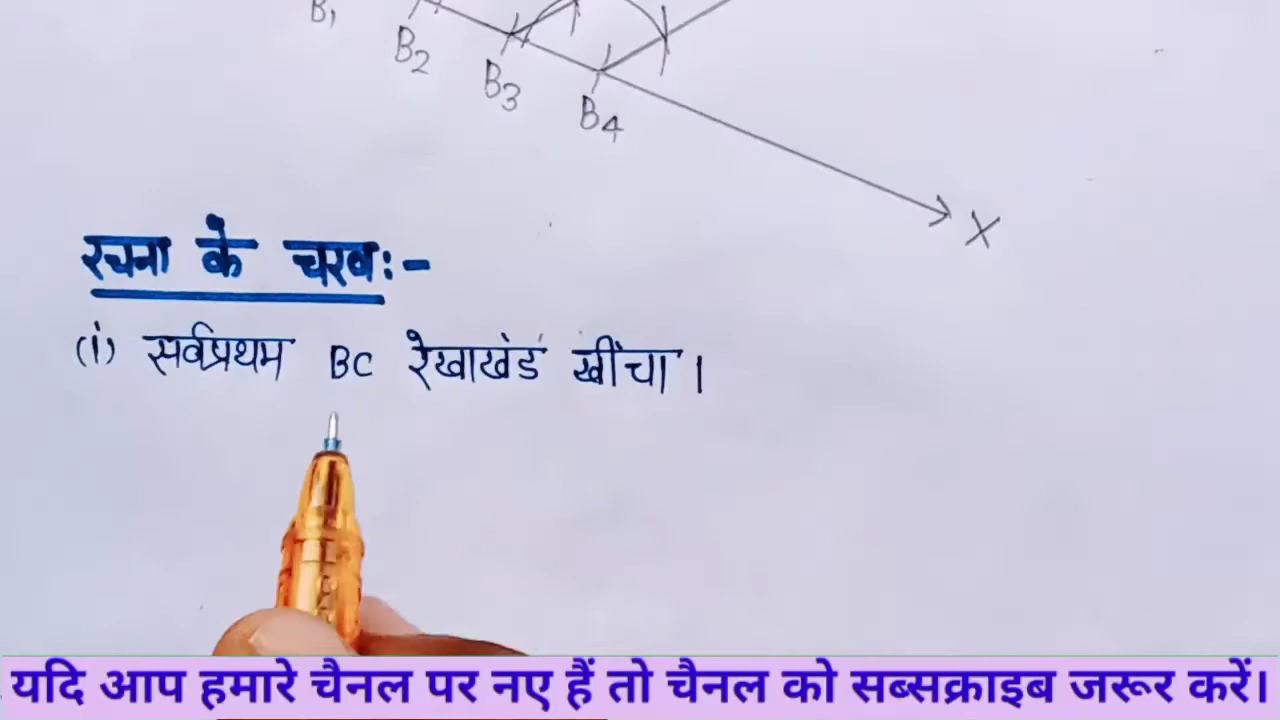 B1
B2
B3
B4
X
रचना के चरब:-
(i) सर्वप्रथम BC रेखाखंड खींचा।
यदि आप हमारे चैनल पर नए हैं तो चैनल को सब्सक्राइब जरूर करें।